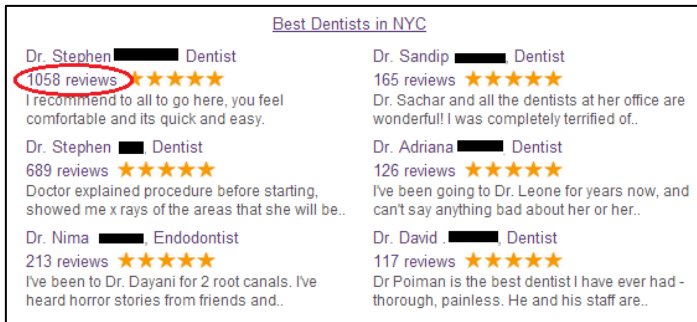 Best Dentists in NYC
Dr. Stephen Dentist
1058 reviews
I recommend to all to go here, you feel
comfortable and its quick and easy.
Dr. Stephen , Dentist
689 reviews
Doctor explained procedure before starting,
showed me x rays of the areas that she will be..
Dr. Nima , Endodontist
213 reviews
I've been to Dr. Dayani for 2 root canals. I've
heard horror stories from friends and..
Dr. Sandip , Dentist
165 reviews
Dr. Sachar and all the dentists at her office are
wonderful! I was completely terrified of..
Dr. Adriana , Dentist
126 reviews
I've been going to Dr. Leone for years now, and
can't say anything bad about her or her..
Dr. David . , Dentist
117 reviews
Dr Poiman is the best dentist I have ever had -
thorough, painless. He and his staff are..